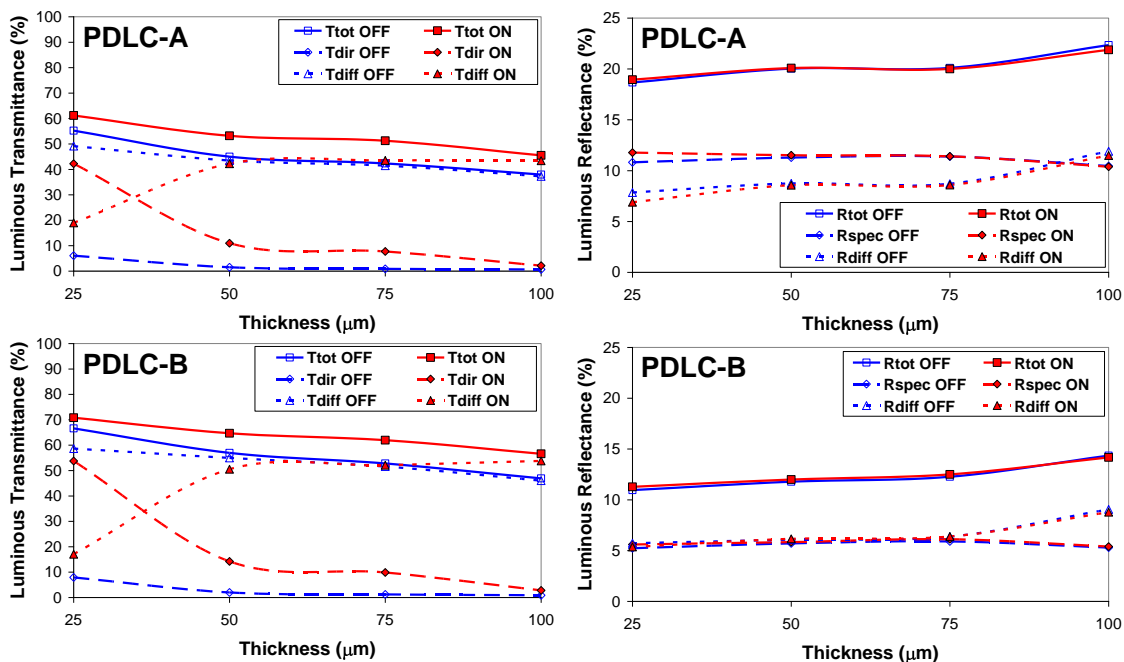 PDLC-A
Luminous Transmittance (%)
100
90
80
70
60
50
40
30
20
10
0
Ttot OFF
Ttot ON
Tdir OFF
Tdir ON
Tdiff OFF
Tdiff ON
25
50
75
100
Thickness (μm)
PDLC-A
Luminous Reflectance (%)
25
20
15
10
5
0
Rtot OFF
Rtot ON
Rspec OFF
Rspec ON
Rdiff OFF
Rdiff ON
25
50
75
100
Thickness (μm)
PDLC-B
Luminous Transmittance (%)
100
90
80
70
60
50
40
30
20
10
0
Ttot OFF
Ttot ON
Tdir OFF
Tdir ON
Tdiff OFF
Tdiff ON
25
50
75
100
Thickness (μm)
PDLC-B
Luminous Reflectance (%)
25
20
15
10
5
0
Rtot OFF
Rtot ON
Rspec OFF
Rspec ON
Rdiff OFF
Rdiff ON
25
50
75
100
Thickness (μm)